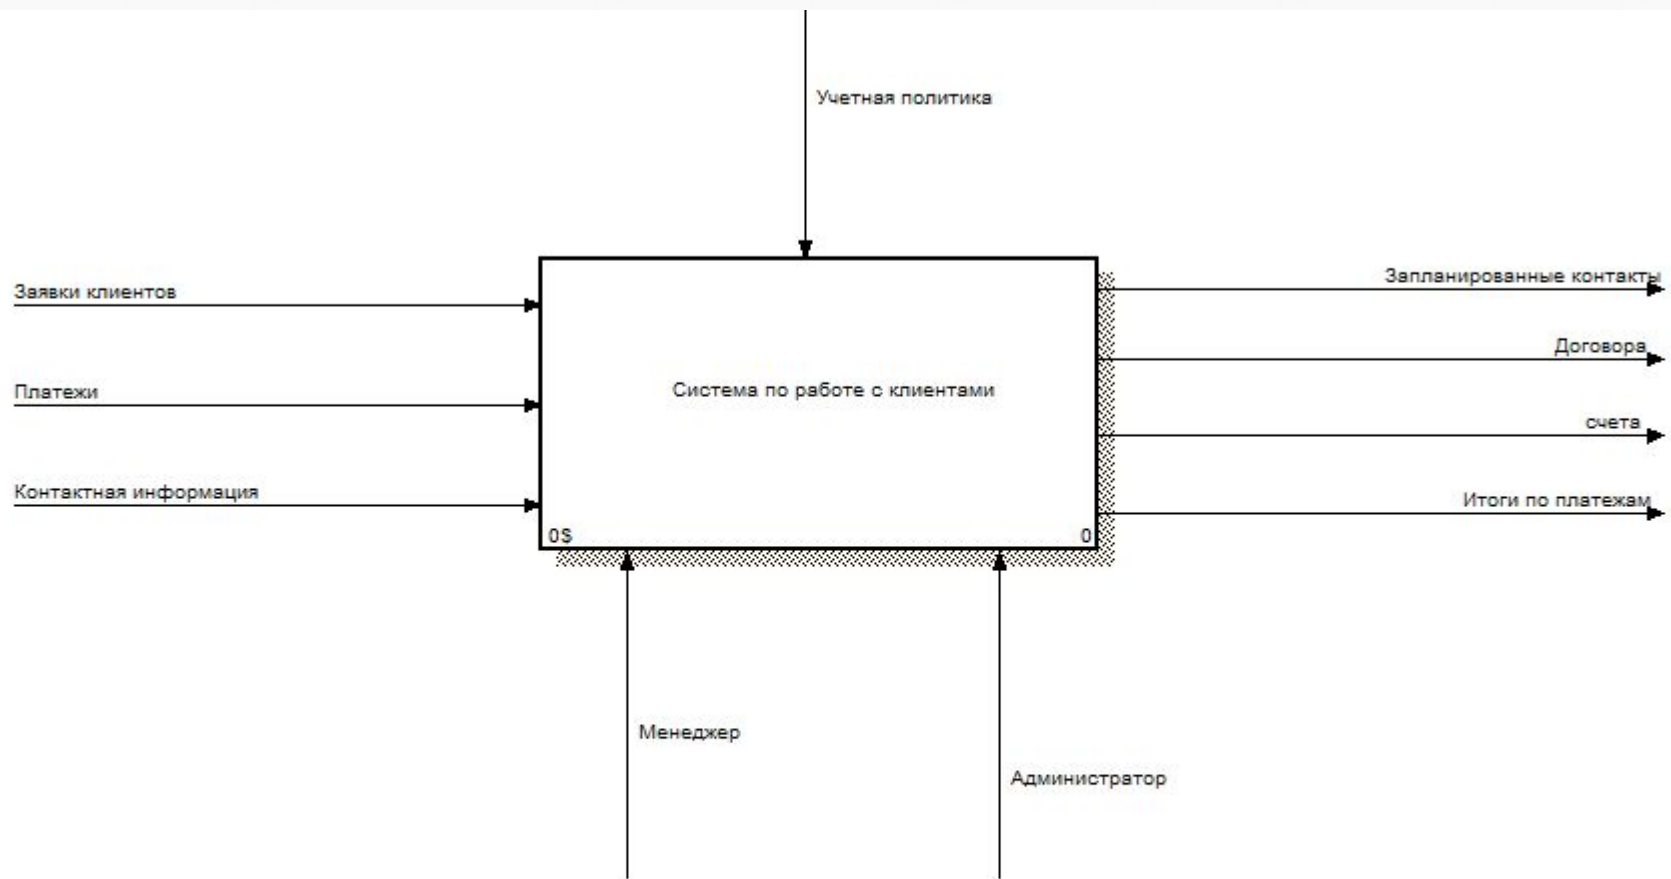 Учетная политика
Заявки клиентов
Запланированные контакты
Договора
Платежи
Система по работе с клиентами
счета
Контактная информация
Итоги по платежам
0$
0
Менеджер
Администратор